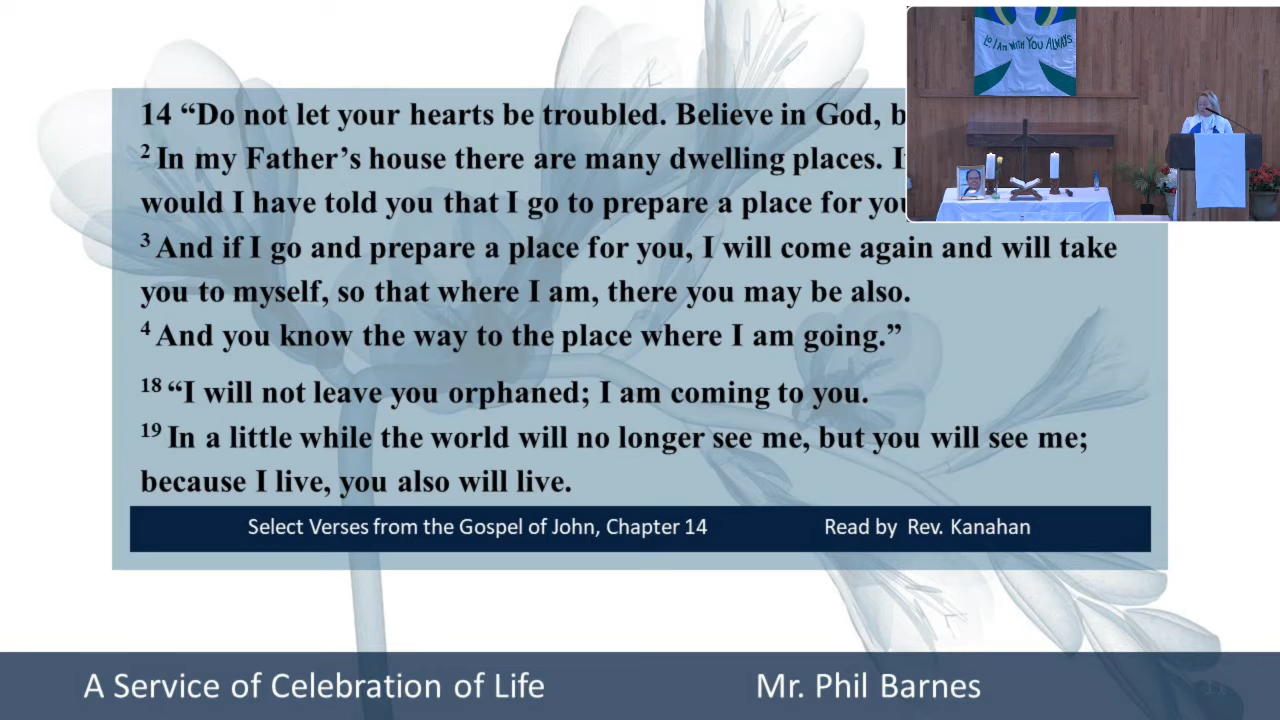 14 “Do not let your hearts be troubled. Believe in God, b
2 In my Father’s house there are many dwelling places.
would I have told you that I go to prepare a place for you
3 And if I go and prepare a place for you, I will come again and will take
you to myself, so that where I am, there you may be also.
4 And you know the way to the place where I am going.”
18 “I will not leave you orphaned; I am coming to you.
19 In a little while the world will no longer see me, but you will see me;
because I live, you also will live.
Select Verses from the Gospel of John, Chapter 14 Read by Rev. Kanahan
A Service of Celebration of Life Mr. Phil Barnes
11
Lo I Am With You Always